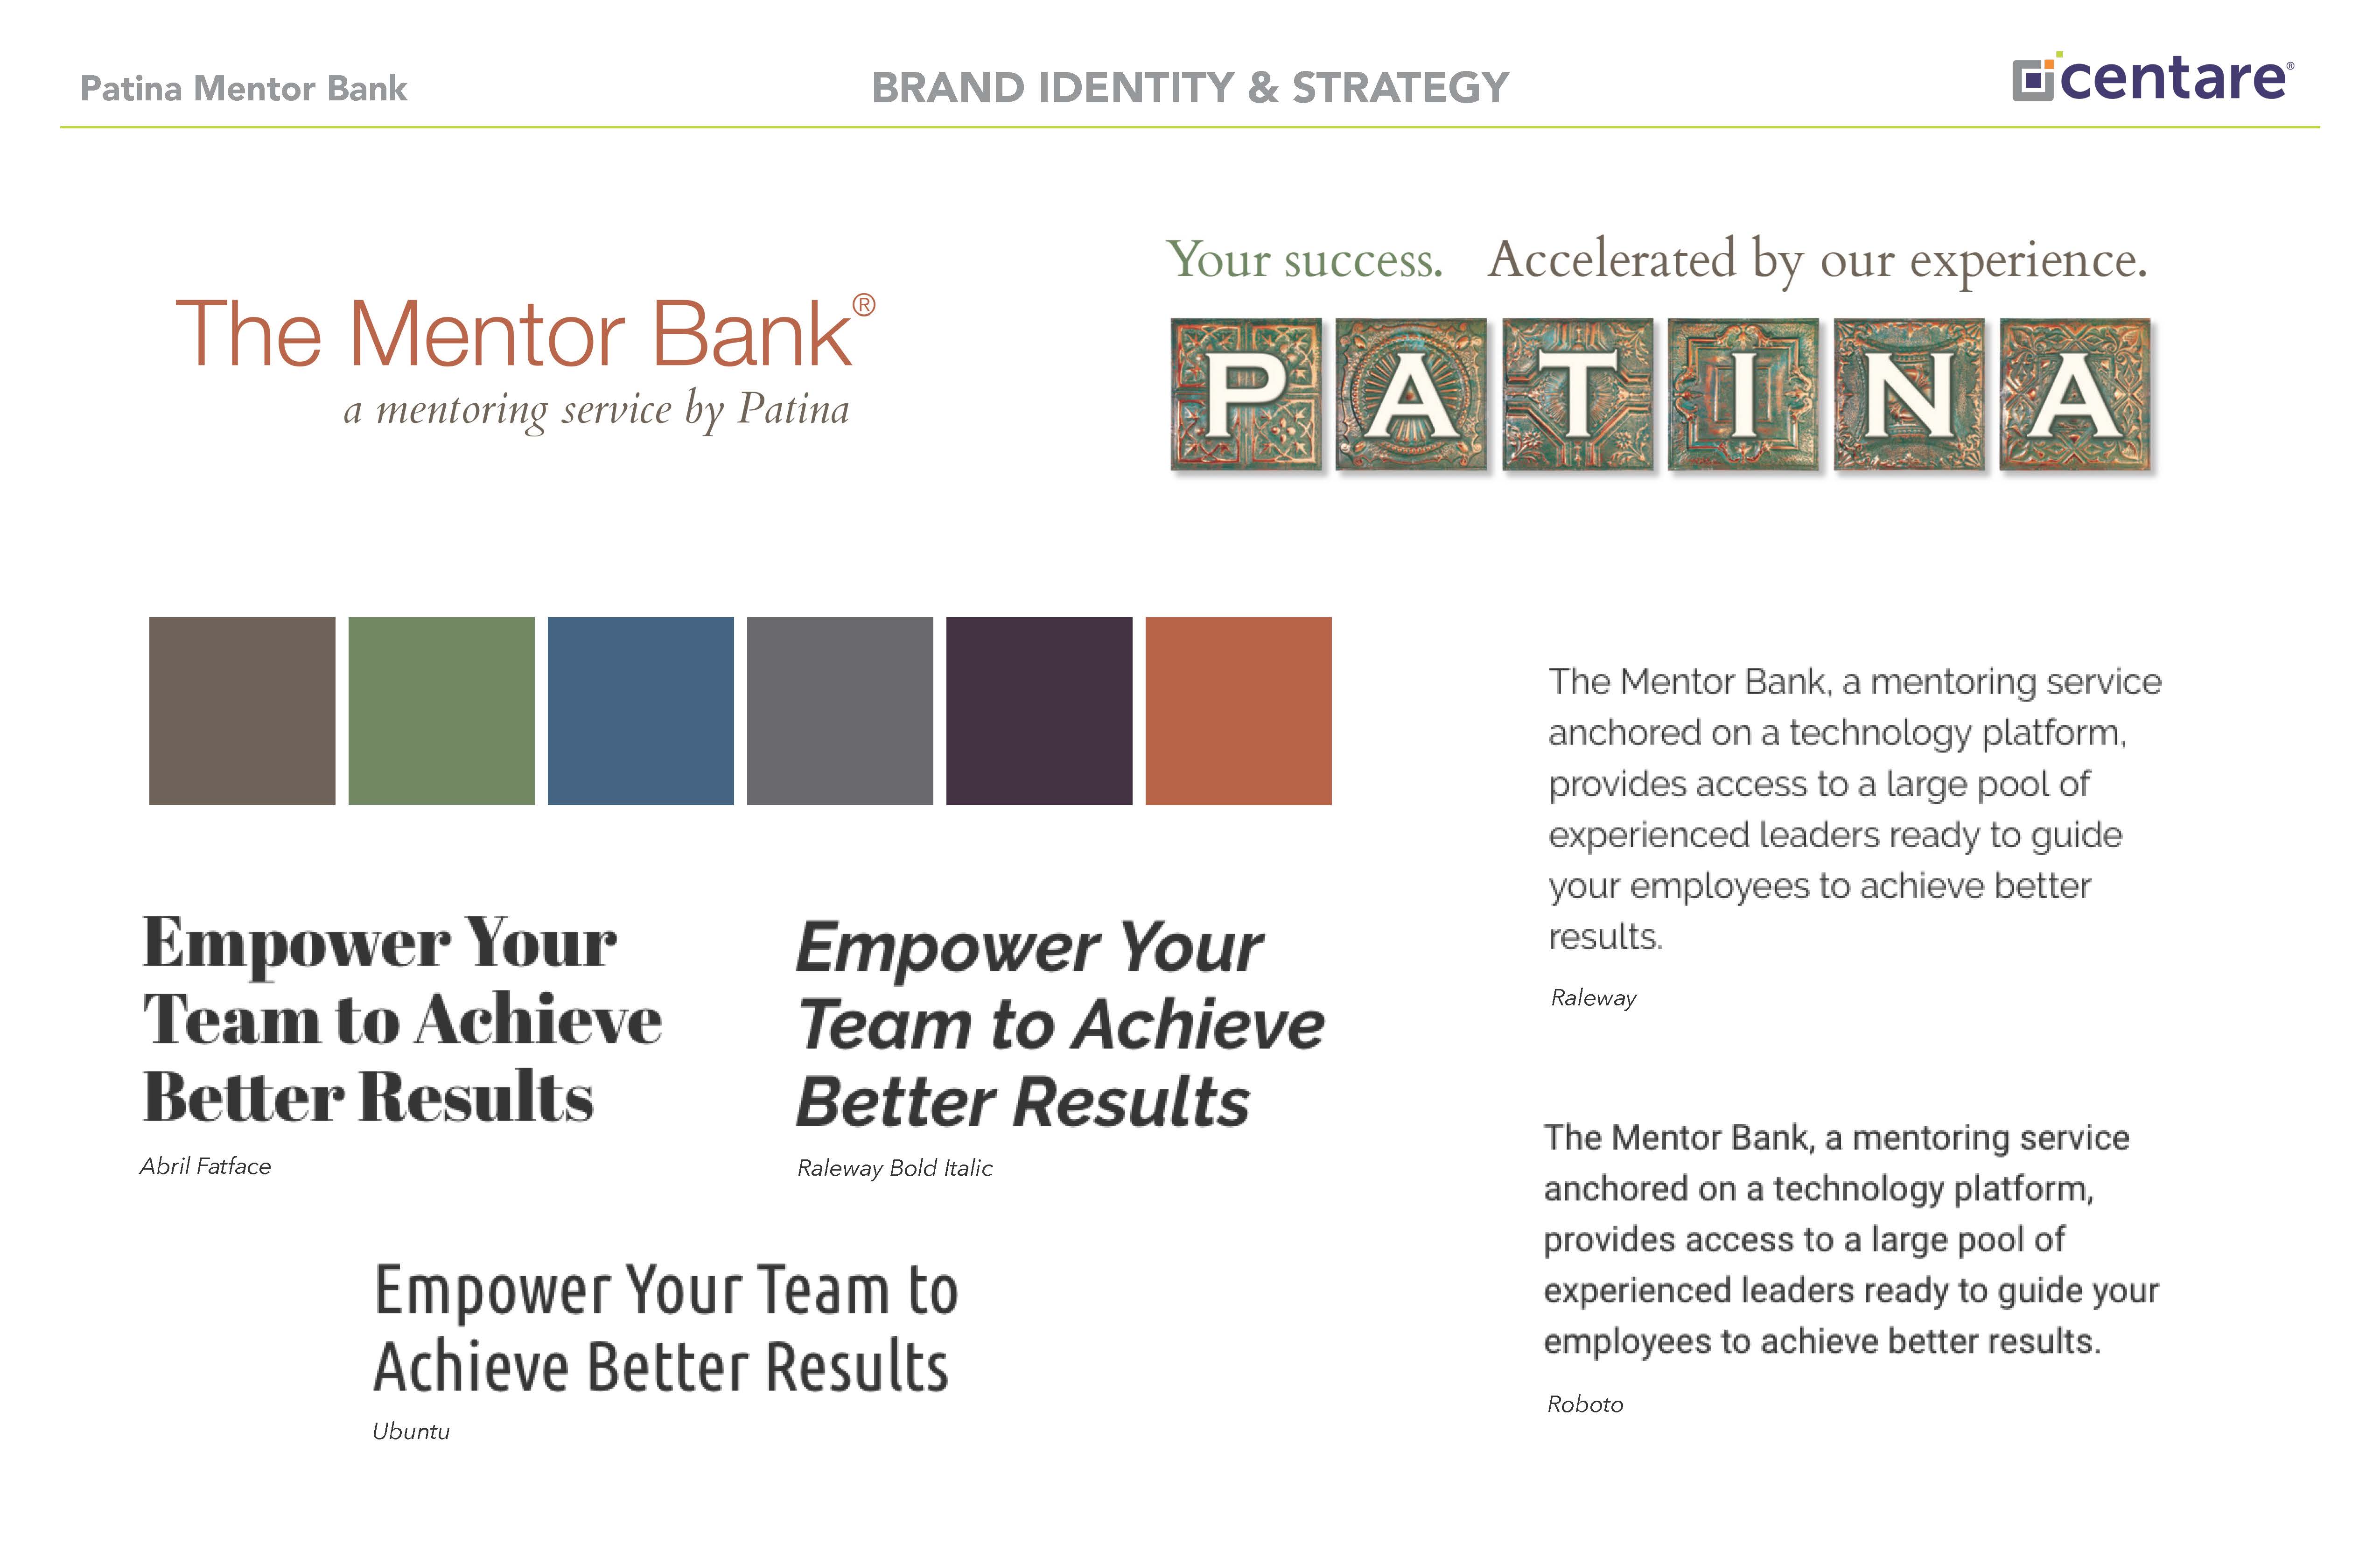 Patina Mentor Bank
BRAND IDENTITY & STRATEGY
centare®
The Mentor Bank®
a mentoring service by Patina
Your success. Accelerated by our experience.
PATINA
Empower Your
Team to Achieve
Better Results
Abril Fatface
Empower Your
Team to Achieve
Better Results
Raleway Bold Italic
Empower Your Team to
Achieve Better Results
Ubuntu
The Mentor Bank, a mentoring service
anchored on a technology platform,
provides access to a large pool of
experienced leaders ready to guide
your employees to achieve better
results.
Raleway
The Mentor Bank, a mentoring service
anchored on a technology platform,
provides access to a large pool of
experienced leaders ready to guide your
employees to achieve better results.
Roboto